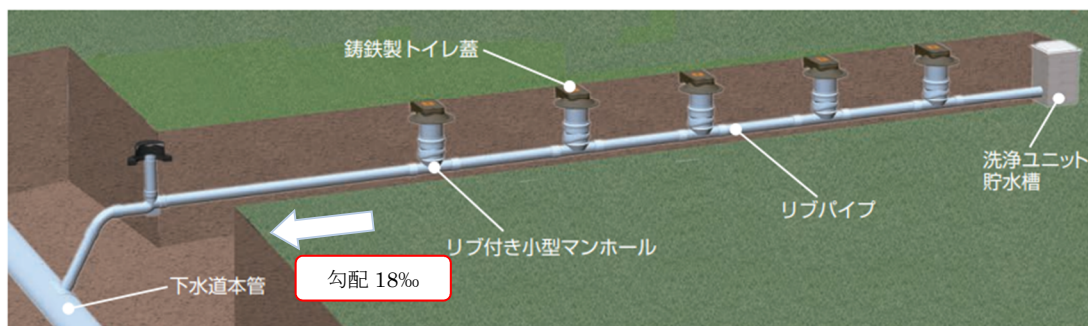 鋳鉄製トイレ蓋
洗浄ユニット
貯水槽
リブパイプ
リブ付き小型マンホール
勾配 18‰
下水道本管